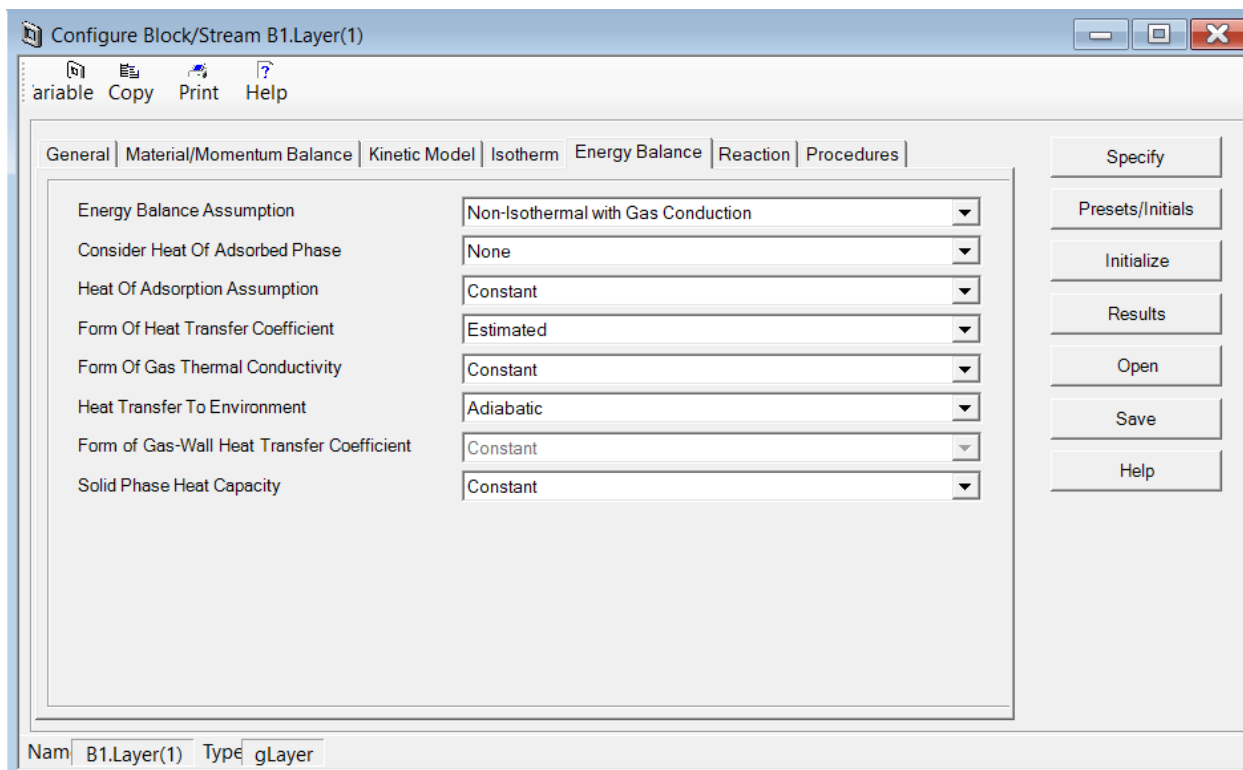 Configure Block/Stream B1.Layer(1)
ariable Copy Print Help
General Material/Momentum Balance Kinetic Model Isotherm Energy Balance Reaction Procedures
Energy Balance Assumption Non-Isothermal with Gas Conduction
Consider Heat Of Adsorbed Phase None
Heat Of Adsorption Assumption Constant
Form Of Heat Transfer Coefficient Estimated
Form Of Gas Thermal Conductivity Constant
Heat Transfer To Environment Adiabatic
Form of Gas-Wall Heat Transfer Coefficient Constant
Solid Phase Heat Capacity Constant
Specify
Presets/Initials
Initialize
Results
Open
Save
Help
Nam B1.Layer(1) Type gLayer